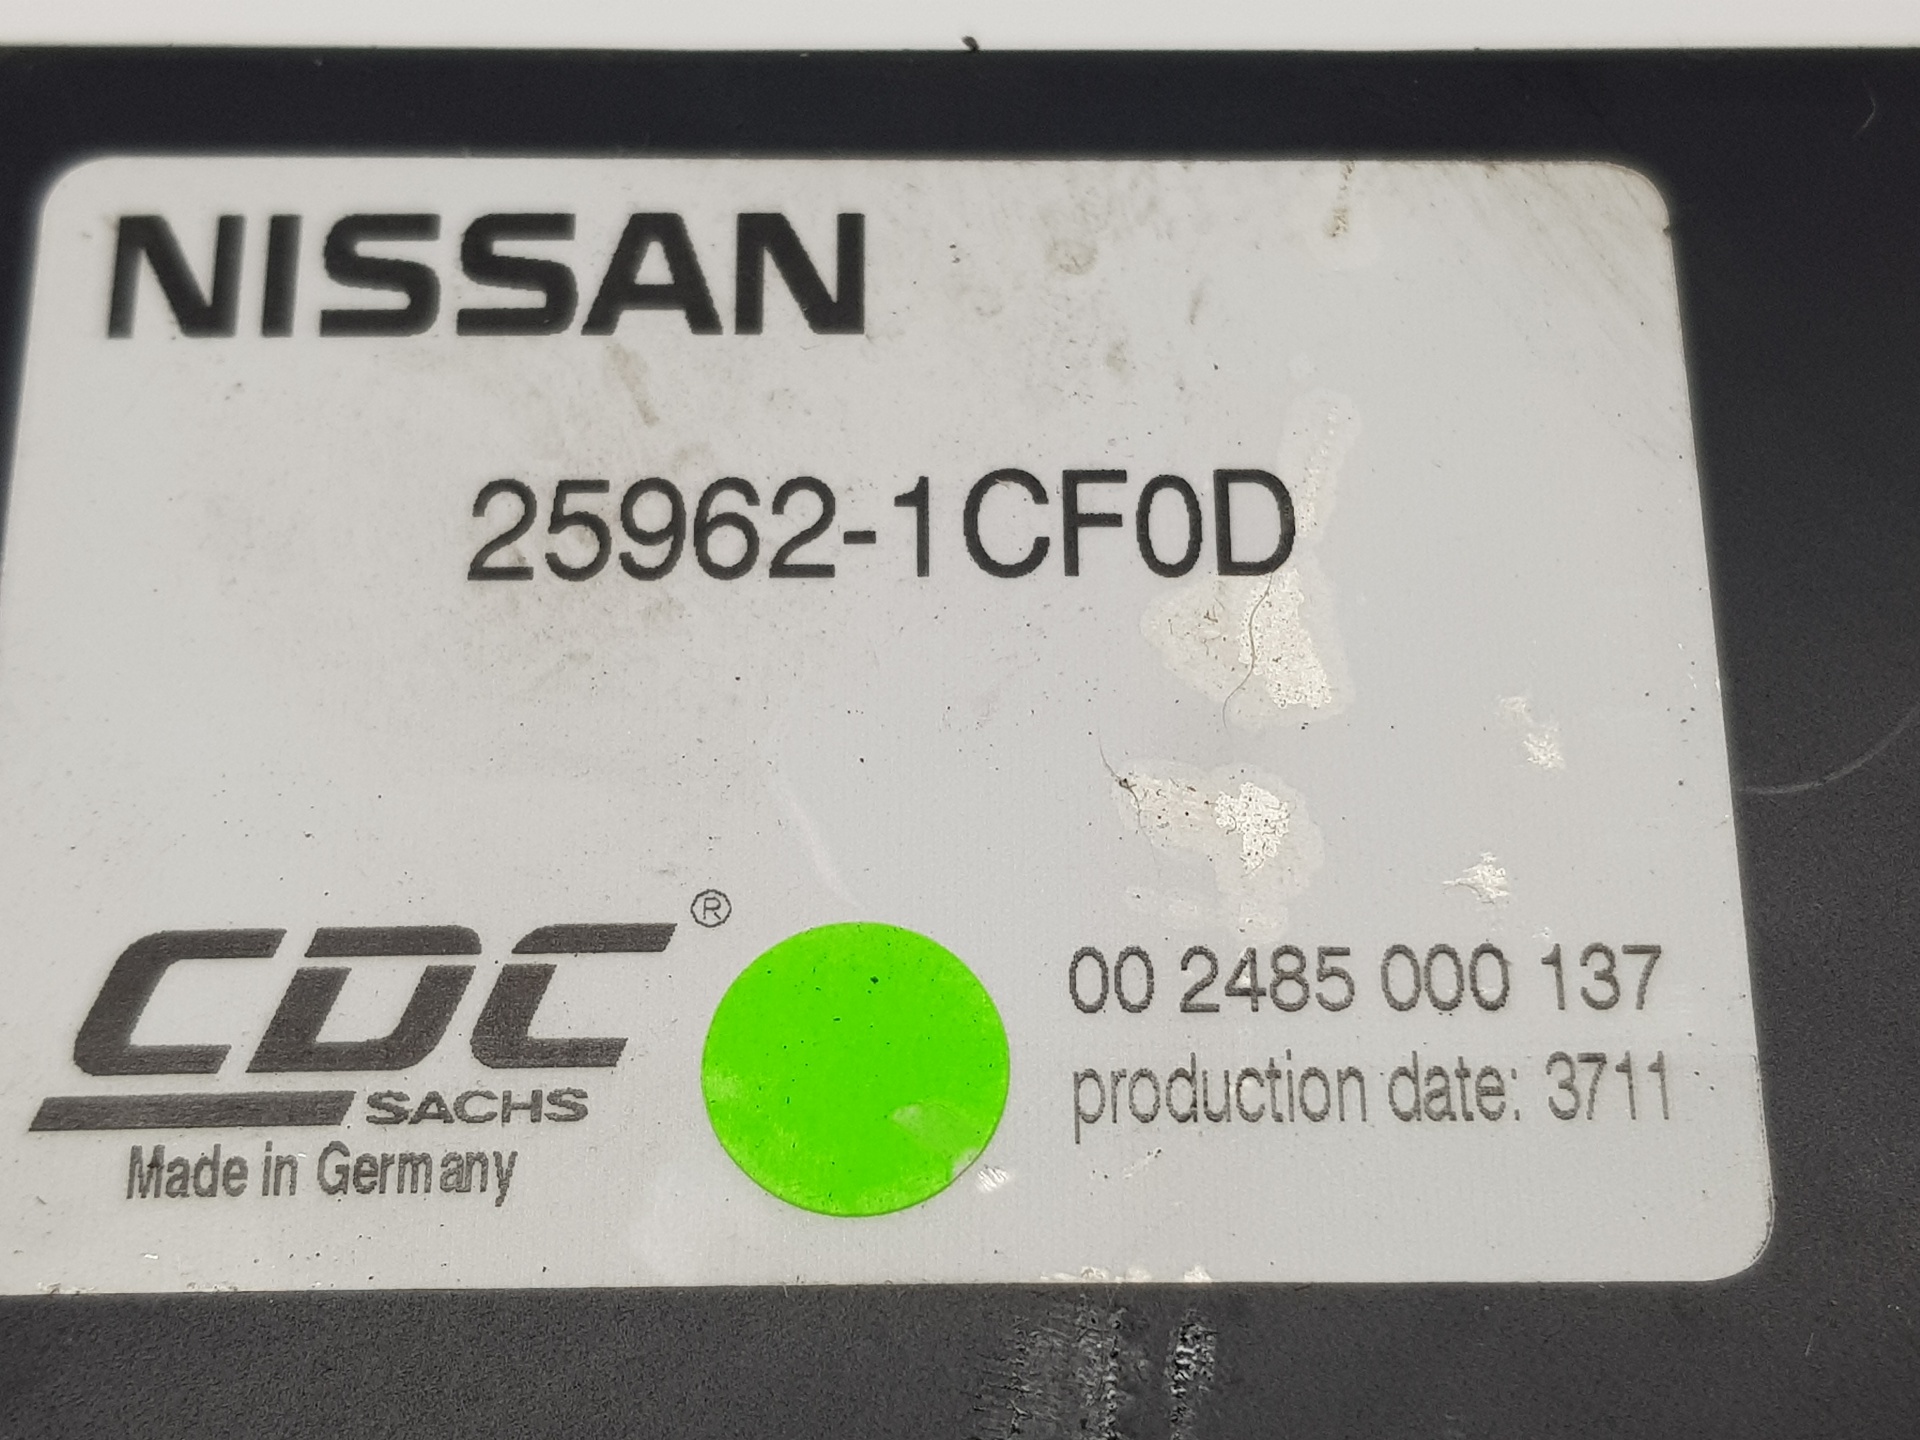 NISSAN
25962-1CF0D
CDC®
SACHS
Made in Germany
00 2485 000 137
production date: 3711